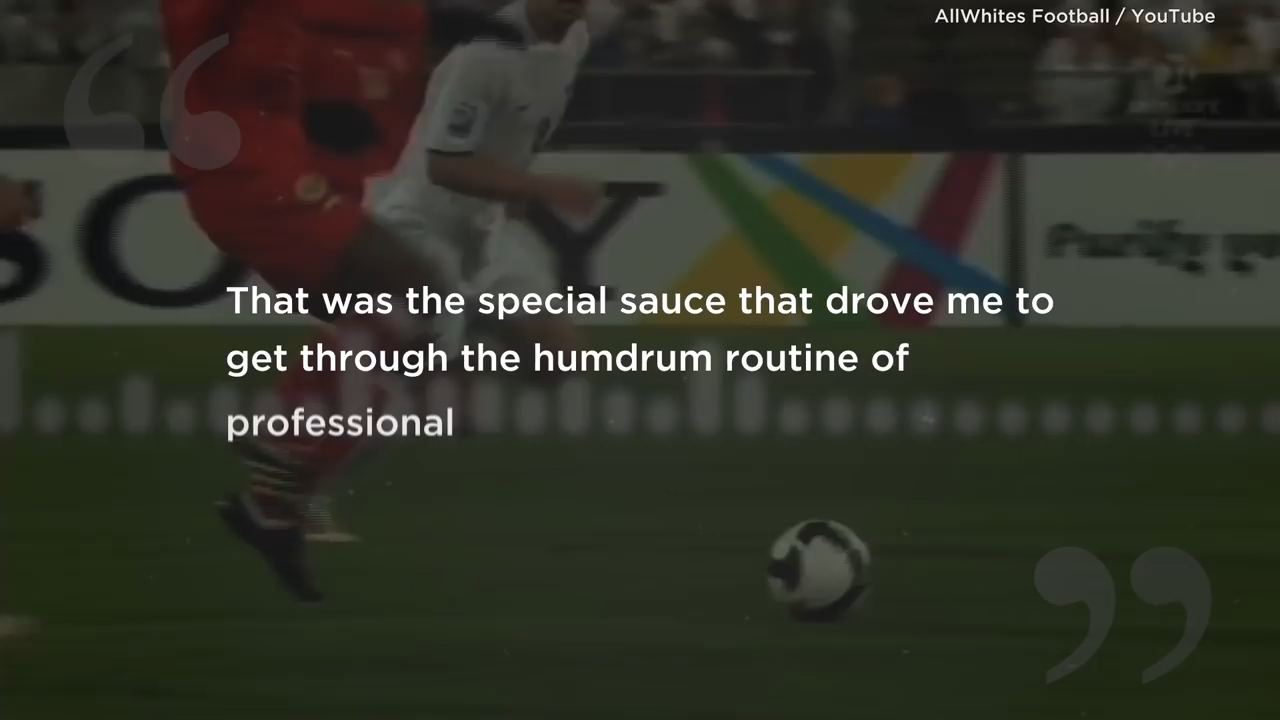 AllWhites Football / YouTube
SONY
That was the special sauce that drove me to
get through the humdrum routine of
professional